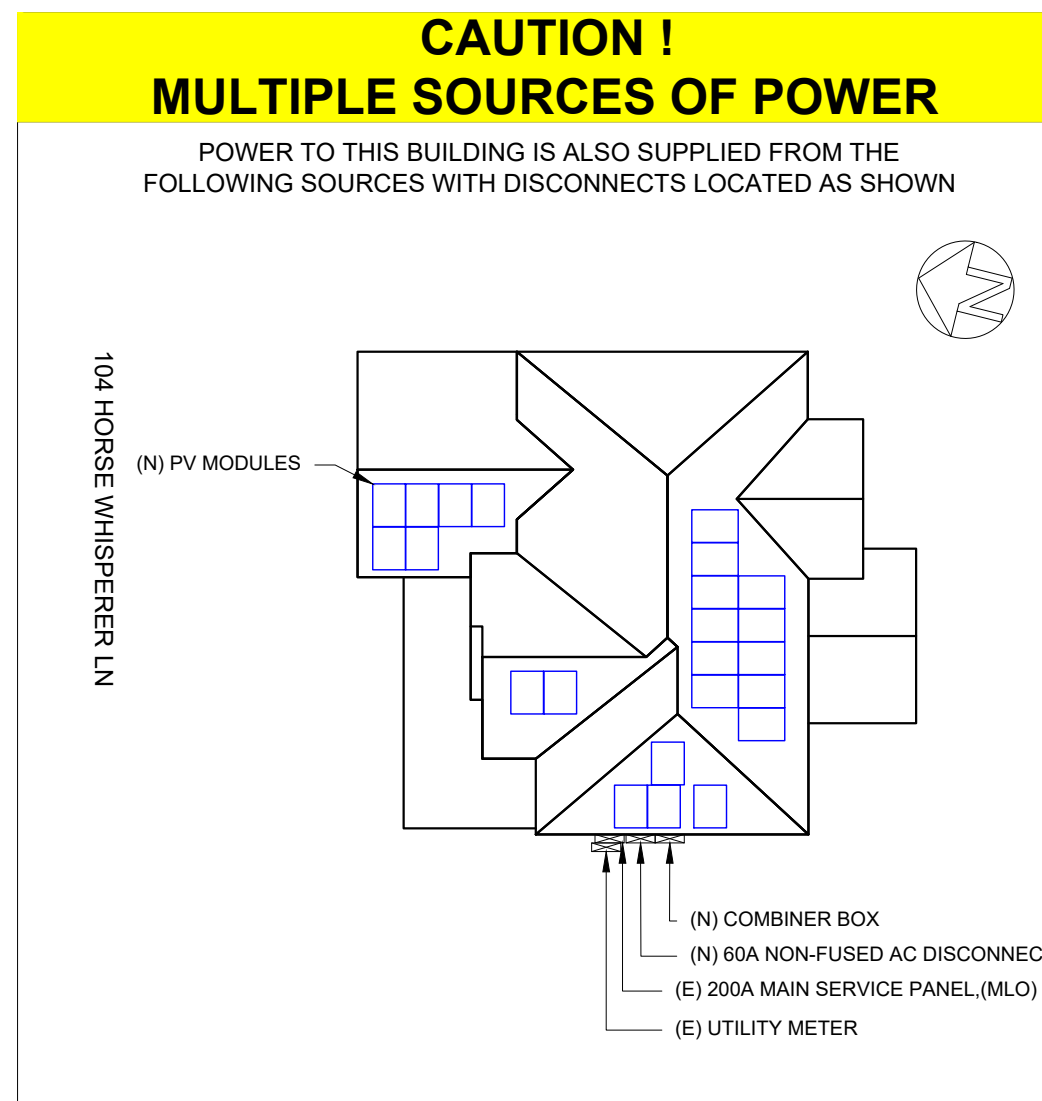 CAUTION !
MULTIPLE SOURCES OF POWER
POWER TO THIS BUILDING IS ALSO SUPPLIED FROM THE
FOLLOWING SOURCES WITH DISCONNECTS LOCATED AS SHOWN
N
104 HORSE WHISPERER LN
(N) PV MODULES
(N) COMBINER BOX
(N) 60A NON-FUSED AC DISCONNEC
(E) 200A MAIN SERVICE PANEL,(MLO)
(E) UTILITY METER